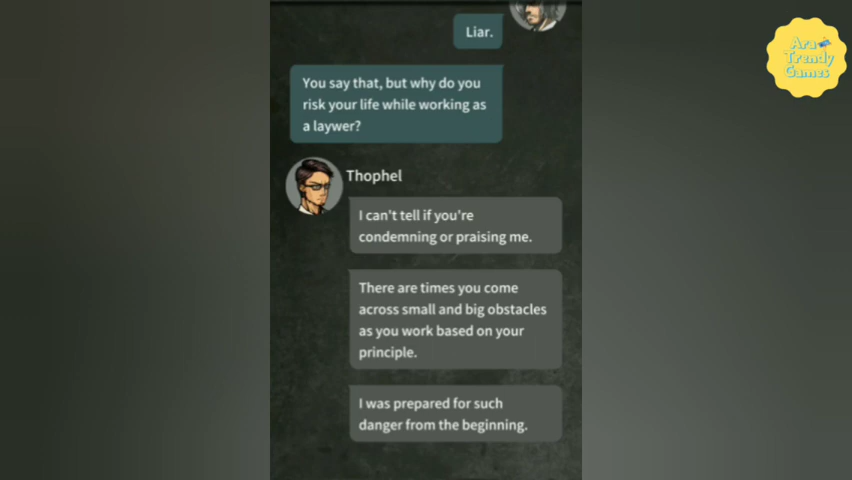 Liar.
You say that, but why do you
risk your life while working as
a laywer?
Thophel
I can't tell if you're
condemning or praising me.
There are times you come
across small and big obstacles
as you work based on your
principle.
I was prepared for such
danger from the beginning.
Ara
Trendy
Games